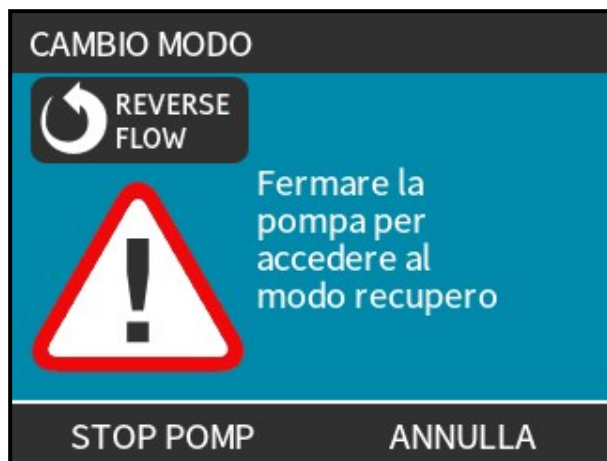 CAMBIO MODO
REVERSE
FLOW
Fermare la
pompa per
accedere al
modo recupero
!
STOP POMP
ANNULLA